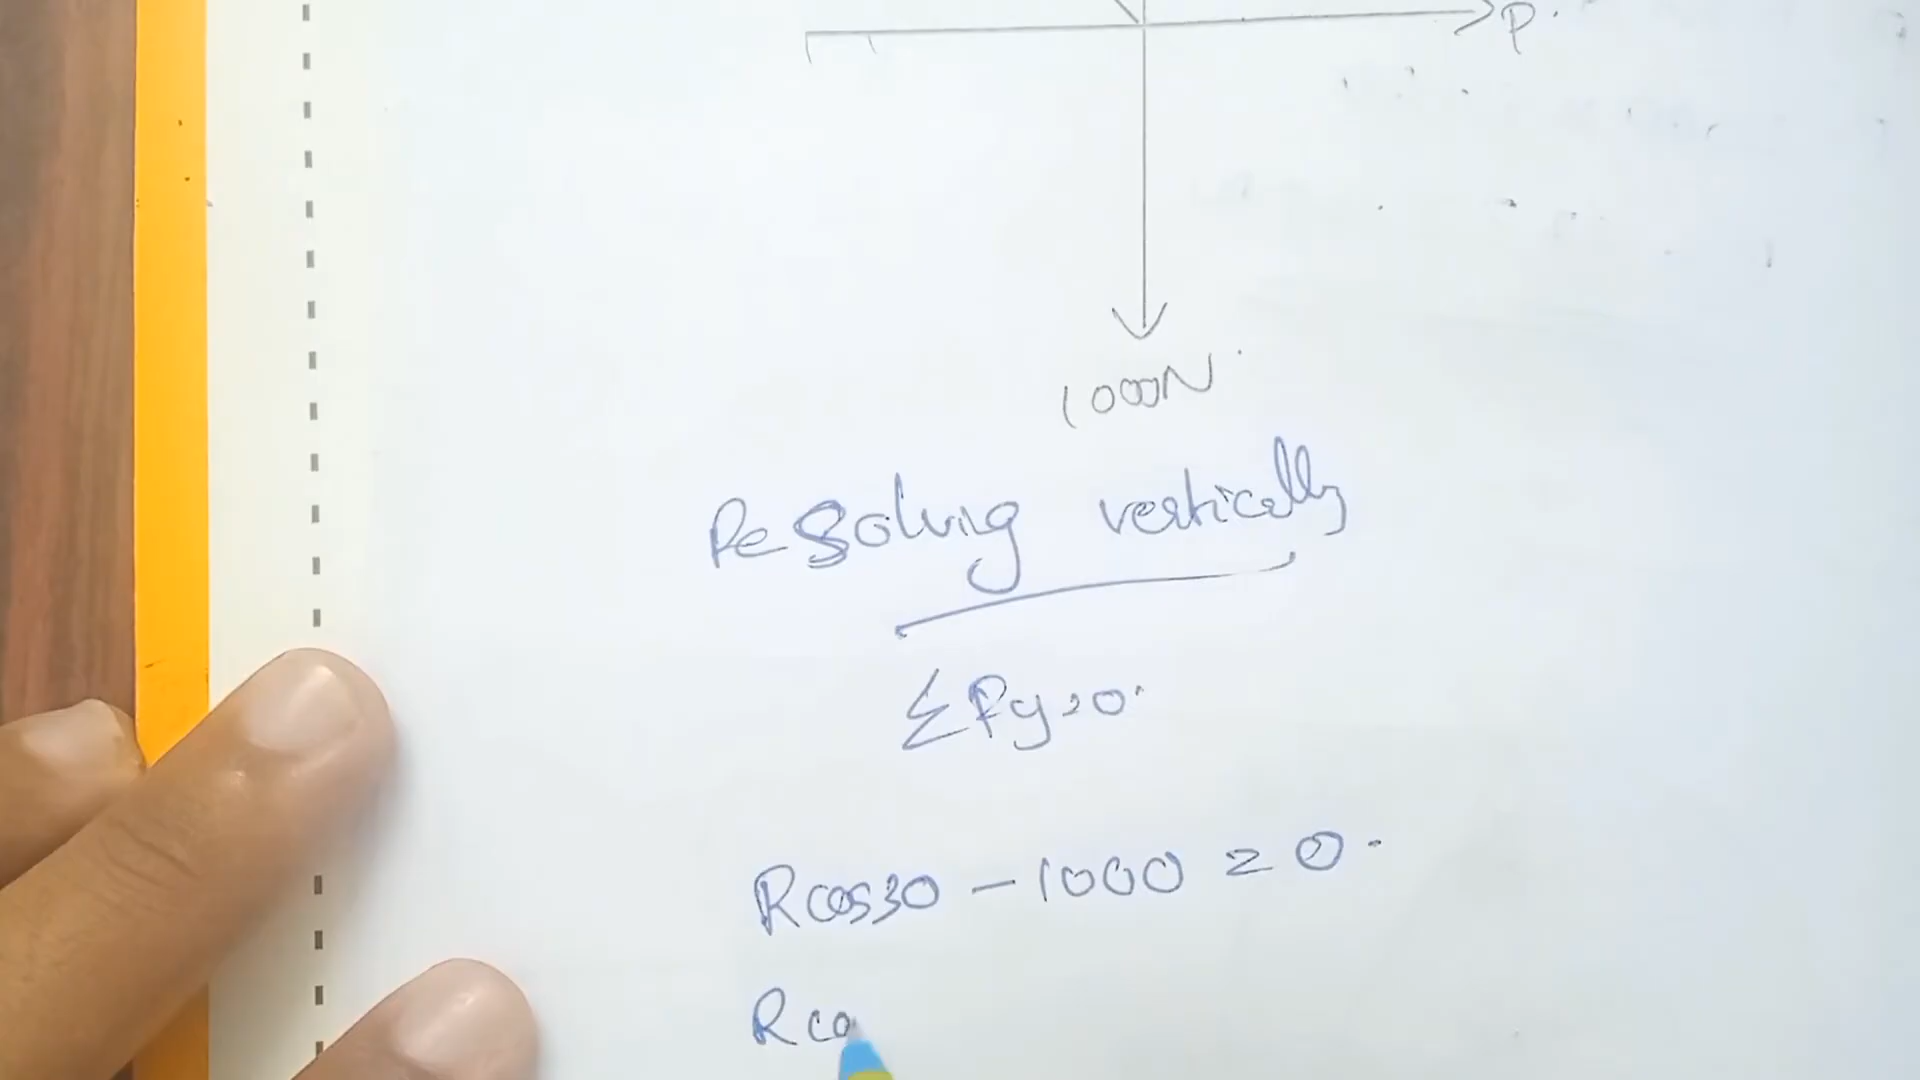 P.
1000N
Resolving vertically
ΣFy=0.
Rcos30 - 1000 = 0.
Rco